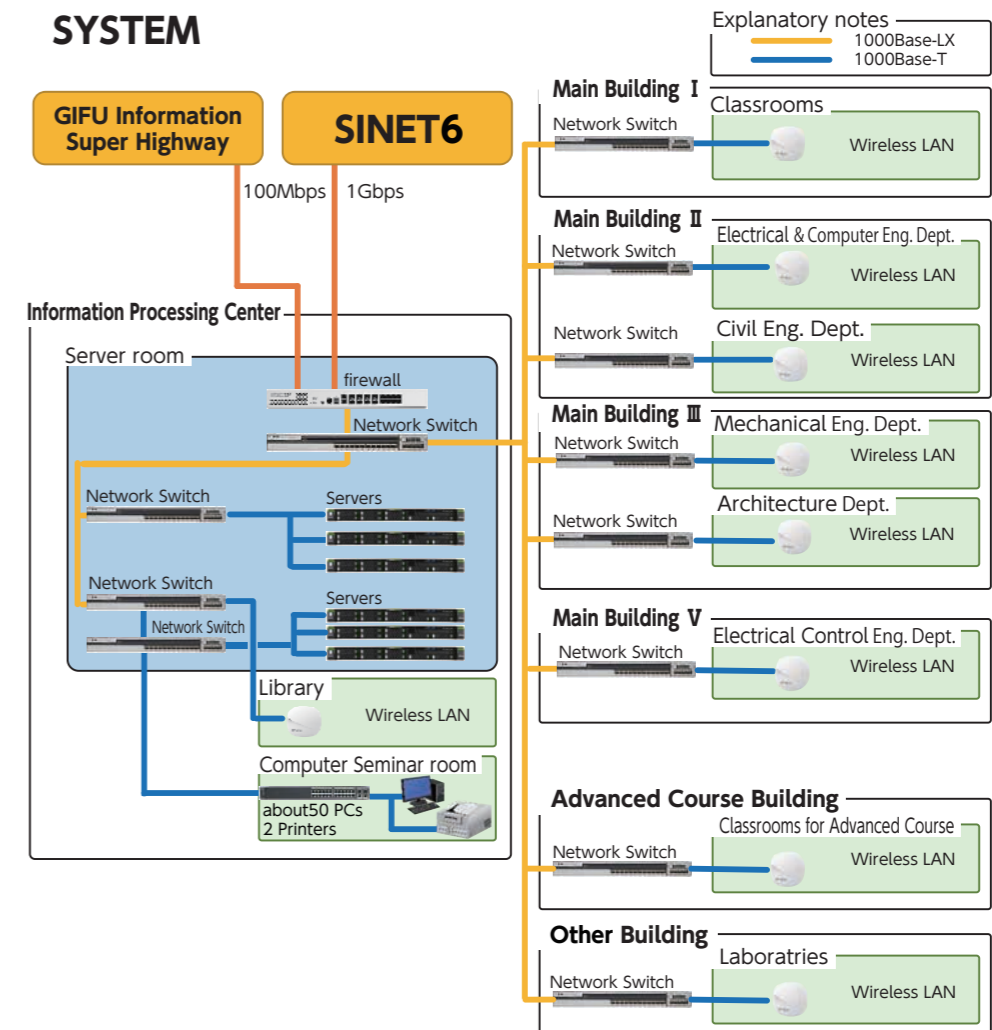 SYSTEM
Explanatory notes
1000Base-LX
1000Base-T
GIFU Information
Super Highway
SINET6
100Mbps
1Gbps
Information Processing Center
Server room
firewall
Network Switch
Network Switch
Servers
Network Switch
Servers
Network Switch
Library
Wireless LAN
Computer Seminar room
about50 PCs
2 Printers
Main Building Ⅰ
Classrooms
Network Switch
Wireless LAN
Main Building Ⅱ
Electrical & Computer Eng. Dept.
Network Switch
Wireless LAN
Civil Eng. Dept.
Network Switch
Wireless LAN
Main Building Ⅲ
Mechanical Eng. Dept.
Network Switch
Wireless LAN
Architecture Dept.
Network Switch
Wireless LAN
Main Building Ⅴ
Electrical Control Eng. Dept.
Network Switch
Wireless LAN
Advanced Course Building
Classrooms for Advanced Course
Network Switch
Wireless LAN
Other Building
Laboratries
Network Switch
Wireless LAN